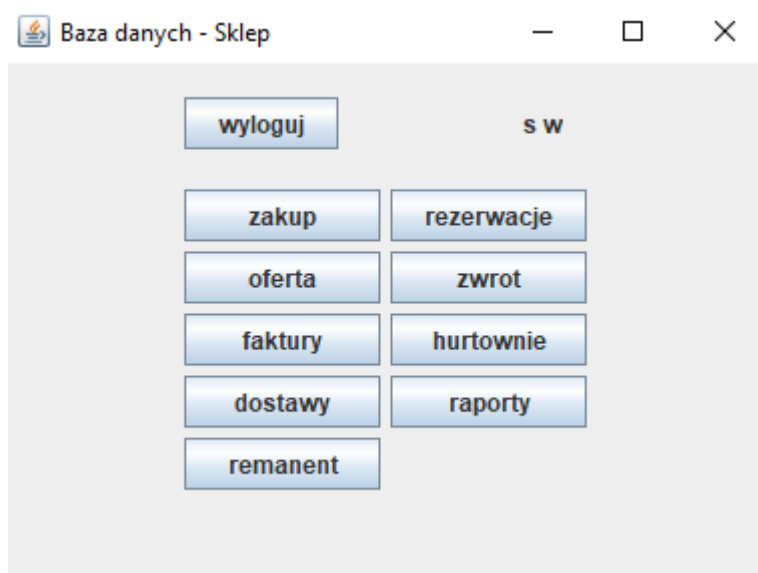 Baza danych - Sklep
wyloguj s w
zakup rezerwacje
oferta zwrot
faktury hurtownie
dostawy raporty
remanent